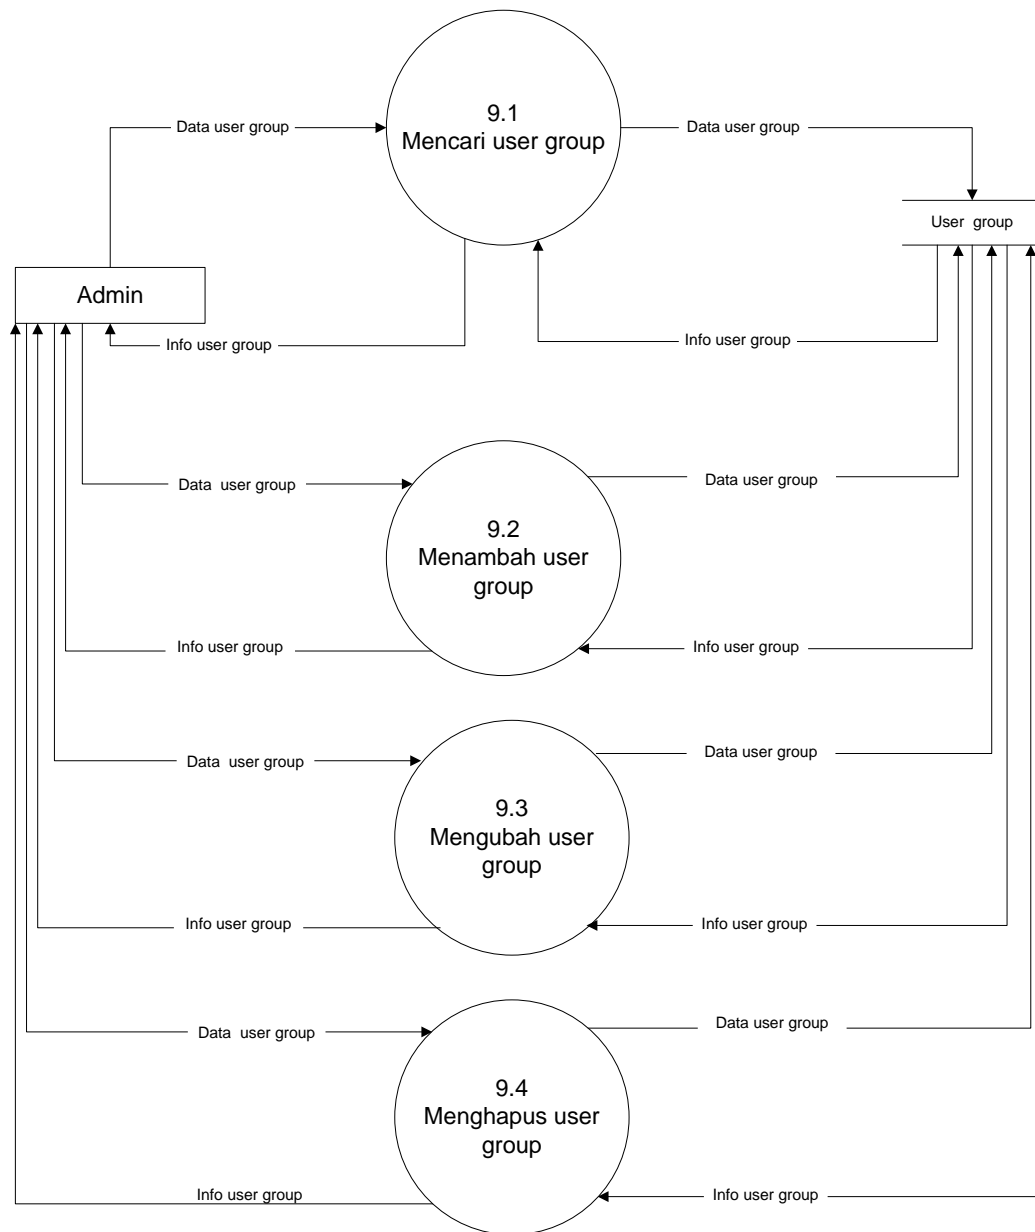 9.1
Mencari user group
Data user group
Data user group
User group
Admin
Info user group
Info user group
9.2
Menambah user
group
Data user group
Data user group
Info user group
Info user group
9.3
Mengubah user
group
Data user group
Data user group
Info user group
Info user group
9.4
Menghapus user
group
Data user group
Data user group
Info user group
Info user group